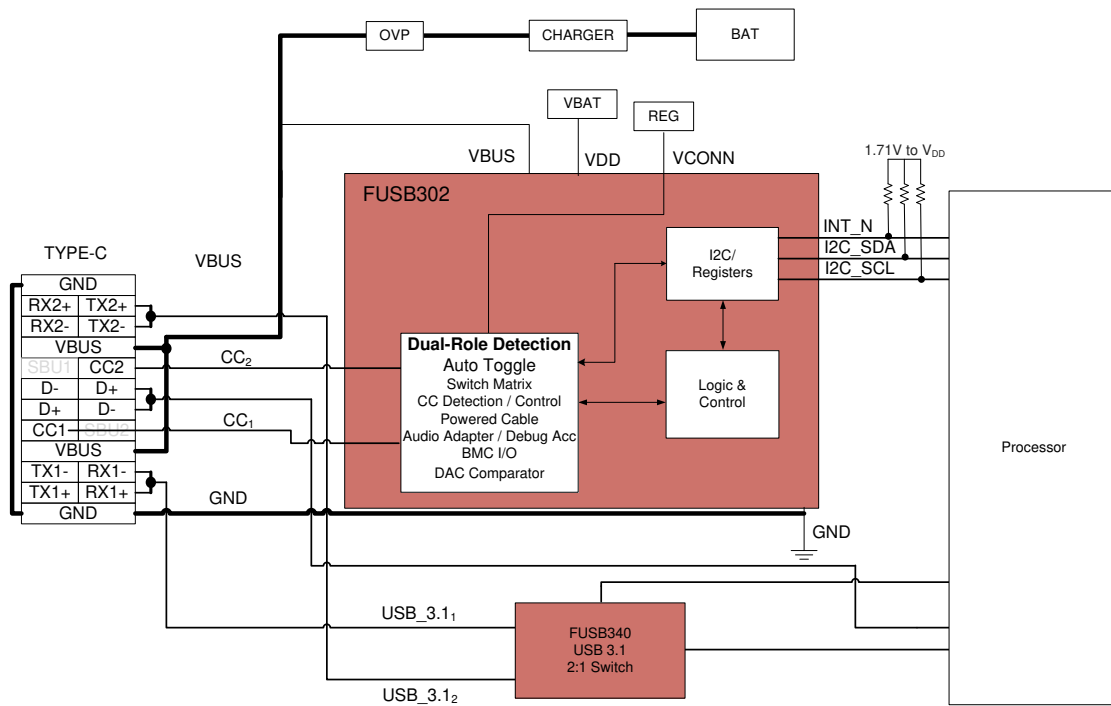 OVP
CHARGER
BAT
VBAT
REG
VBUS
VDD
VCONN
1.71V to VDD
FUSB302
INT_N
I2C_SDA
I2C_SCL
I2C/
Registers
TYPE-C
VBUS
GND
RX2+ TX2+
RX2- TX2-
VBUS
SBU1 CC2
D- D+
D+ D-
CC1 SBU2
VBUS
TX1- RX1-
TX1+ RX1+
GND
CC2
CC1
GND
Dual-Role Detection
Auto Toggle
Switch Matrix
CC Detection / Control
Powered Cable
Audio Adapter / Debug Acc
BMC I/O
DAC Comparator
Logic &
Control
Processor
GND
USB_3.11
USB_3.12
FUSB340
USB 3.1
2:1 Switch